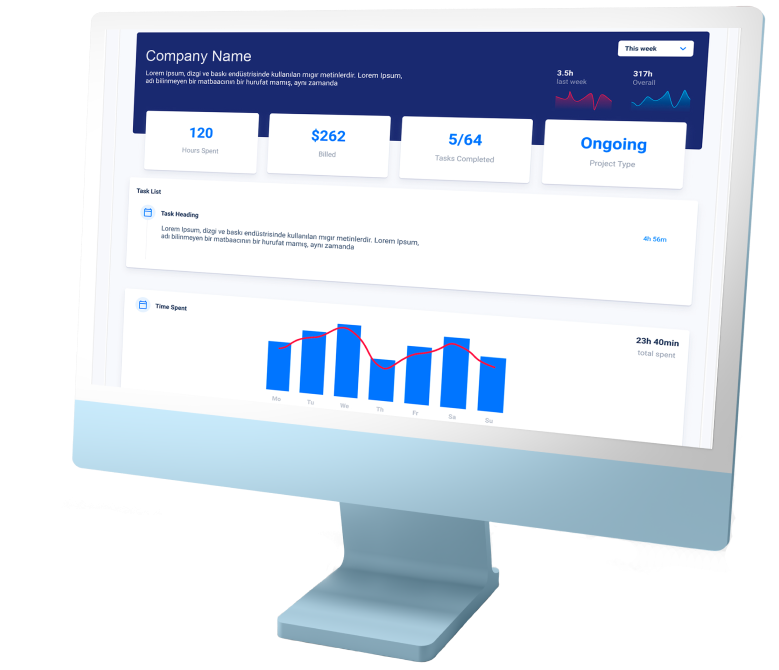 Company Name
Lorem Ipsum, dizgi ve baskı endüstrisinde kullanılan mıgır metinlerdir. Lorem Ipsum,
adı bilinmeyen bir matbaacının bir hurufat mamış, aynı zamanda
This week
3.5h
last week
317h
Overall
120
Hours Spent
$262
Billed
5/64
Tasks Completed
Ongoing
Project Type
Task List
Task Heading
Lorem Ipsum, dizgi ve baskı endüstrisinde kullanılan mıgır metinlerdir. Lorem Ipsum,
adı bilinmeyen bir matbaacının bir hurufat mamış, aynı zamanda
4h 56m
Time Spent
23h 40min
total spent
Mo Tu We Th Fr Sa Su